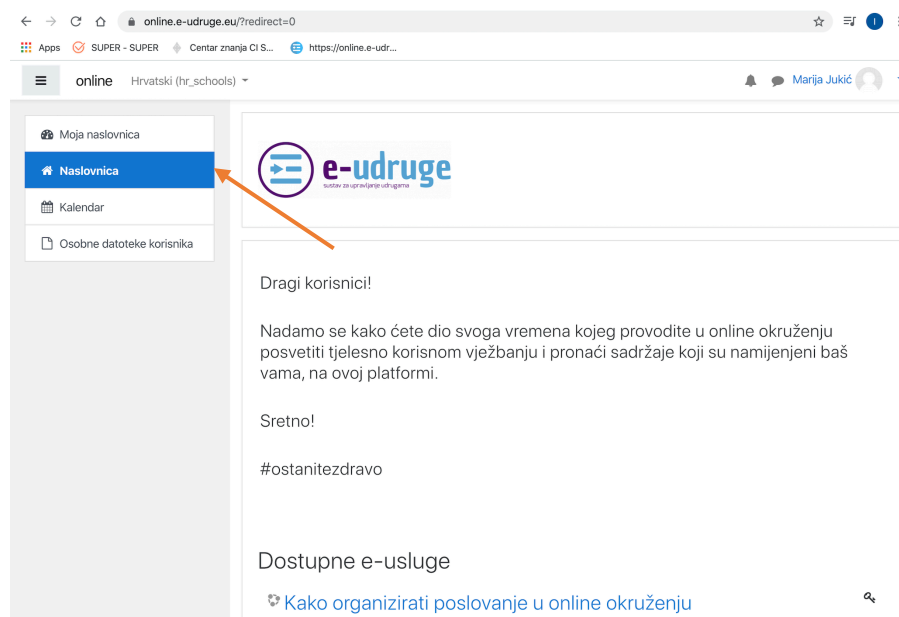 online.e-udruge.eu/?redirect=0
Apps SUPER - SUPER Centar znanja CI S... https://online.e-udr...
online Hrvatski (hr_schools) Marija Jukić
Moja naslovnica
Naslovnica
Kalendar
Osobne datoteke korisnika
e-udruge
sustav za upravljanje udrugama
Dragi korisnici!
Nadamo se kako ćete dio svoga vremena kojeg provodite u online okruženju
posvetiti tjelesno korisnom vježbanju i pronaći sadržaje koji su namijenjeni baš
vama, na ovoj platformi.
Sretno!
#ostanitezdravo
Dostupne e-usluge
Kako organizirati poslovanje u online okruženju